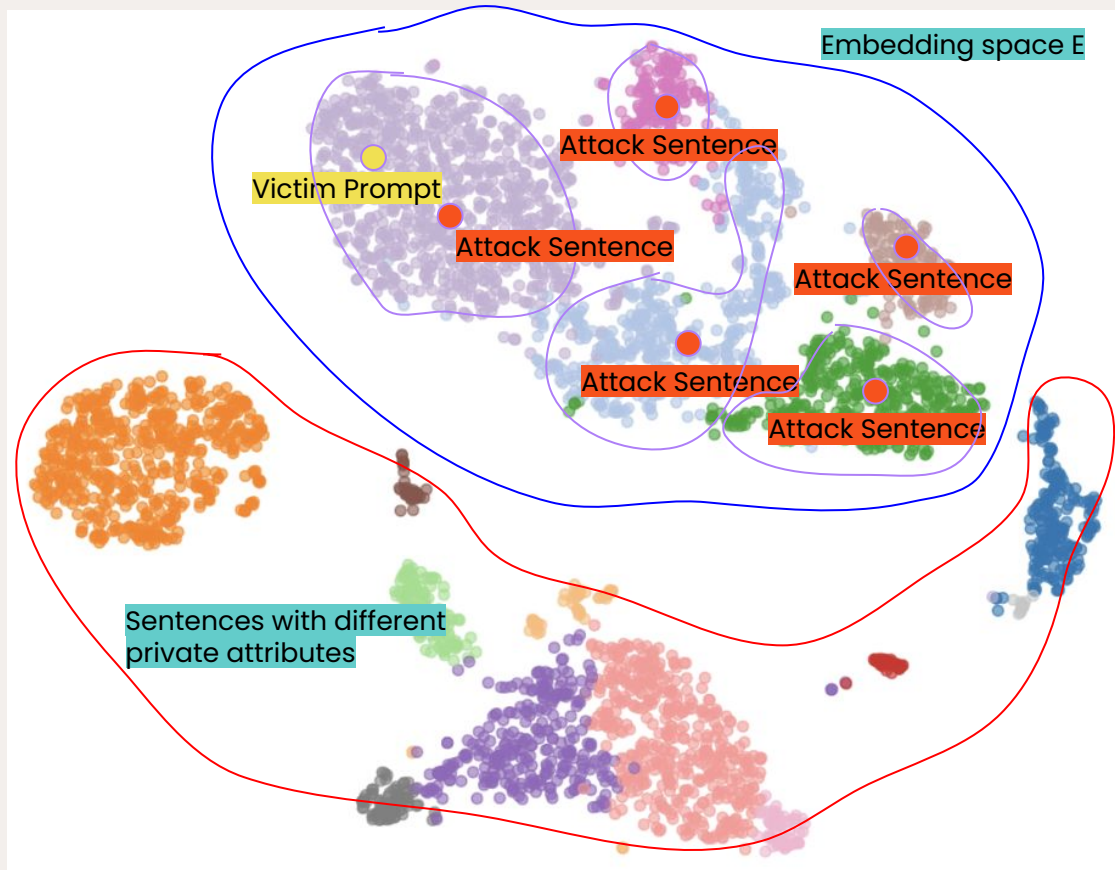 Embedding space E
Attack Sentence
Victim Prompt
Attack Sentence
Attack Sentence
Attack Sentence
Attack Sentence
Sentences with different
private attributes